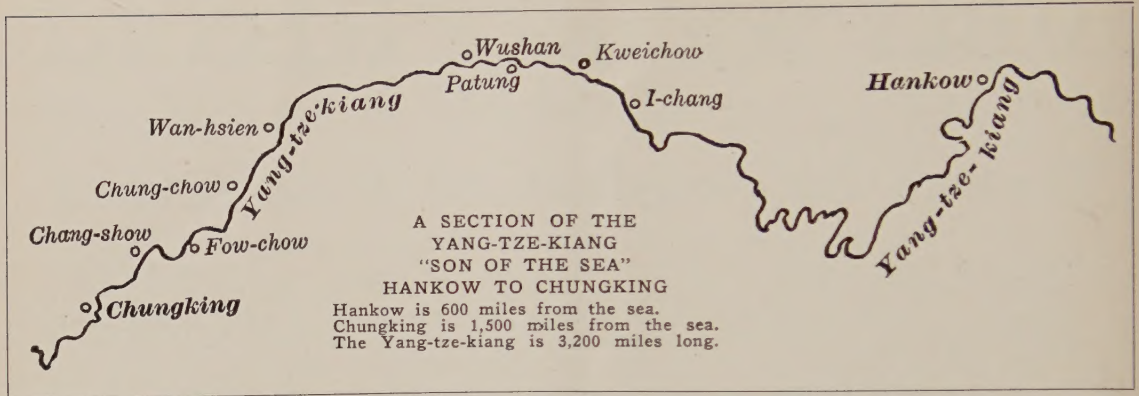 Wushan
Kweichow
Patung
I-chang
Hankow
Yang-tze-kiang
Wan-hsien
Chung-chow
Yang-tze-kiang
Chang-show
Fow-chow
Chungking
A SECTION OF THE
YANG-TZE-KIANG
"SON OF THE SEA"
HANKOW TO CHUNGKING
Hankow is 600 miles from the sea.
Chungking is 1,500 miles from the sea.
The Yang-tze-kiang is 3,200 miles long.